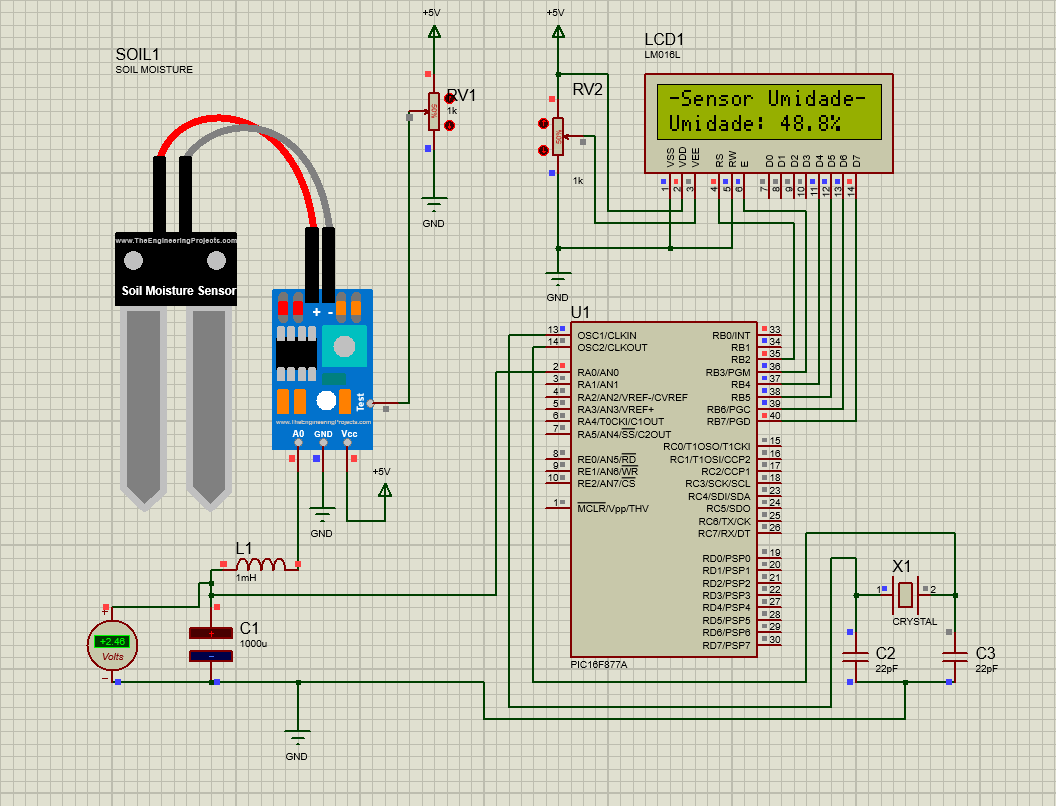 +5V
+5V
SOIL1
SOIL MOISTURE
LCD1
LM016L
RV1
50%
1k
RV2
50%
1k
-Sensor Umidade-
Umidade: 48.8%
VSS
VDD
VEE
RS
RW
E
D0
D1
D2
D3
D4
D5
D6
D7
1
2
3
4
5
6
7
8
9
10
11
12
13
14
GND
GND
www.TheEngineeringProjects.com
Soil Moisture Sensor
+ -
Test
www.TheEngineeringProjects.com
A0 GND Vcc
+5V
GND
U1
13 OSC1/CLKIN
14 OSC2/CLKOUT
2 RA0/AN0
3 RA1/AN1
4 RA2/AN2/VREF-/CVREF
5 RA3/AN3/VREF+
6 RA4/T0CKI/C1OUT
7 RA5/AN4/SS/C2OUT
8 RE0/AN5/RD
9 RE1/AN6/WR
10 RE2/AN7/CS
1 MCLR/Vpp/THV
RB0/INT 33
RB1 34
RB2 35
RB3/PGM 36
RB4 37
RB5 38
RB6/PGC 39
RB7/PGD 40
RC0/T1OSO/T1CKI 15
RC1/T1OSI/CCP2 16
RC2/CCP1 17
RC3/SCK/SCL 18
RC4/SDI/SDA 23
RC5/SDO 24
RC6/TX/CK 25
RC7/RX/DT 26
RD0/PSP0 19
RD1/PSP1 20
RD2/PSP2 21
RD3/PSP3 22
RD4/PSP4 27
RD5/PSP5 28
RD6/PSP6 29
RD7/PSP7 30
PIC16F877A
L1
1mH
+
+2.46
Volts
−
C1
1000u
+
−
GND
X1
1 2
CRYSTAL
C2
22pF
C3
22pF